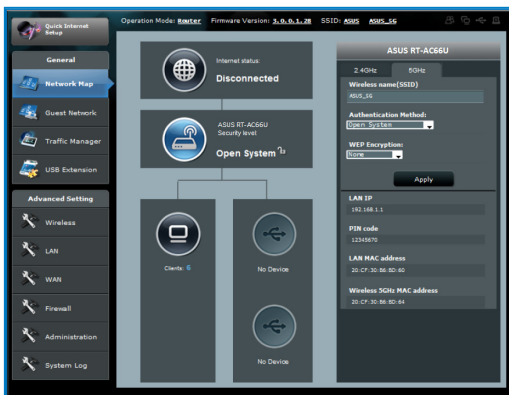 Quick Internet
Setup
Operation Mode: Router Firmware Version: 3.0.0.1.28 SSID: ASUS ASUS_5G
General
Network Map
Guest Network
Traffic Manager
USB Extension
Advanced Setting
Wireless
LAN
WAN
Firewall
Administration
System Log
Internet status:
Disconnected
ASUS RT-AC66U
Security level
Open System
Clients: 6
No Device
No Device
ASUS RT-AC66U
2.4GHz 5GHz
Wireless name(SSID)
ASUS_5G
Authentication Method:
Open System
WEP Encryption:
None
Apply
LAN IP
192.168.1.1
PIN code
12345670
LAN MAC address
20:CF:30:B6:BD:60
Wireless 5GHz MAC address
20:CF:30:B6:BD:64